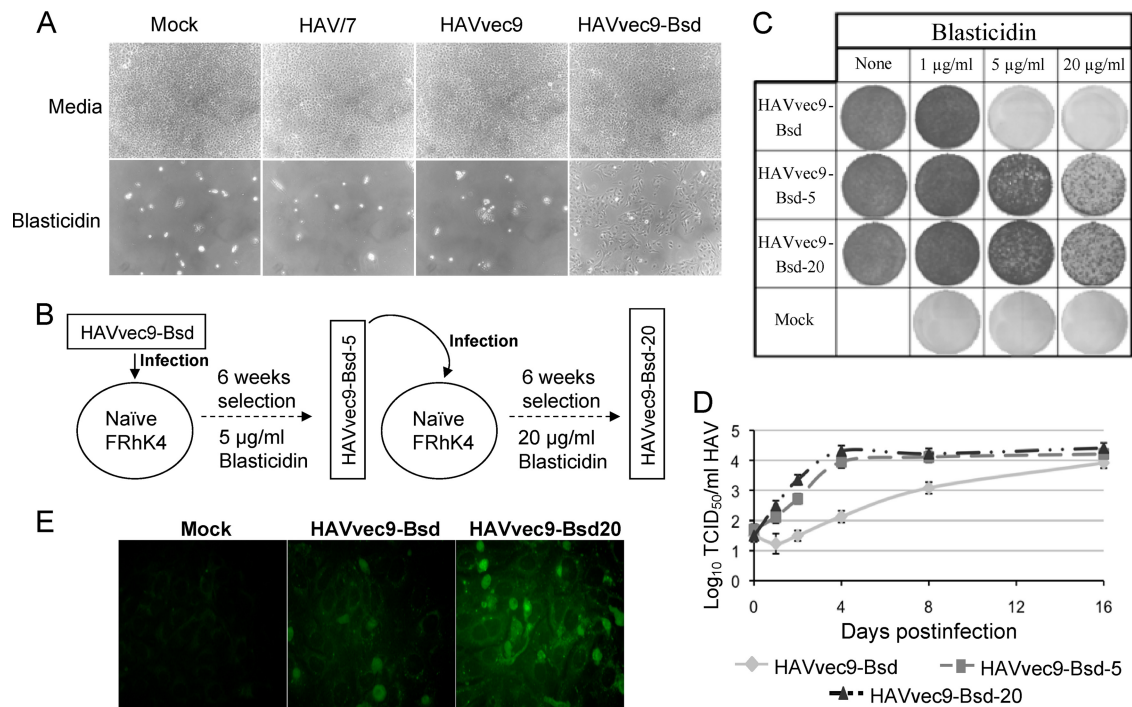 A
Mock
HAV/7
HAVvec9
HAVvec9-Bsd
Media
Blasticidin
B
HAVvec9-Bsd
Infection
Naïve
FRhK4
6 weeks
selection
5 µg/ml
Blasticidin
HAVvec9-Bsd-5
Infection
Naïve
FRhK4
6 weeks
selection
20 µg/ml
Blasticidin
HAVvec9-Bsd-20
C
Blasticidin
None
1 µg/ml
5 µg/ml
20 µg/ml
HAVvec9-
Bsd
HAVvec9-
Bsd-5
HAVvec9-
Bsd-20
Mock
D
Log10 TCID50/ml HAV
5
4
3
2
1
0
0
4
8
12
16
Days postinfection
HAVvec9-Bsd
HAVvec9-Bsd-5
HAVvec9-Bsd-20
E
Mock
HAVvec9-Bsd
HAVvec9-Bsd20